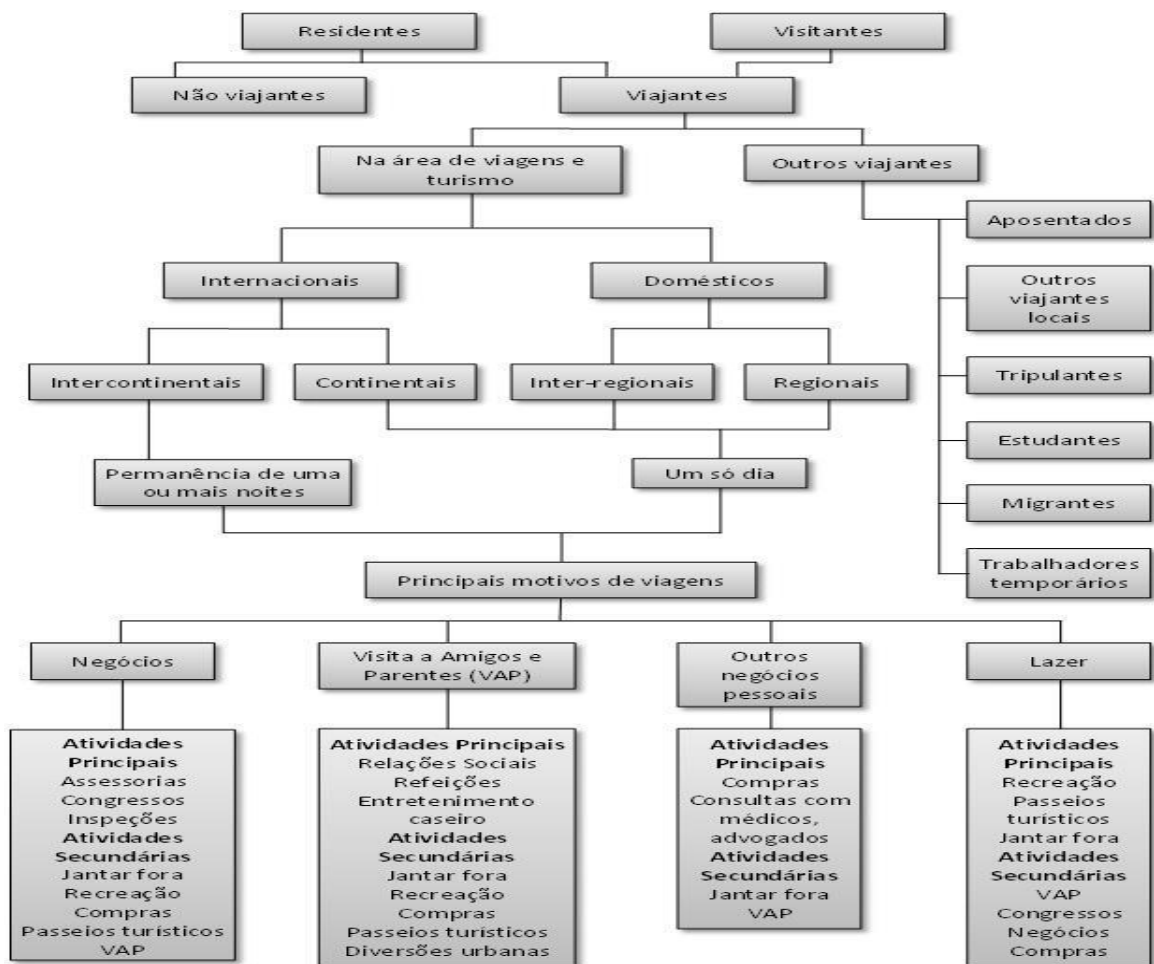 Residentes
Visitantes
Não viajantes
Viajantes
Na área de viagens e
turismo
Outros viajantes
Aposentados
Internacionais
Domésticos
Outros
viajantes
locais
Intercontinentais
Continentais
Inter-regionais
Regionais
Tripulantes
Estudantes
Permanência de uma
ou mais noites
Um só dia
Migrantes
Trabalhadores
temporários
Principais motivos de viagens
Negócios
Visita a Amigos e
Parentes (VAP)
Outros
negócios
pessoais
Lazer
Atividades
Principais
Assessorias
Congressos
Inspeções
Atividades
Secundárias
Jantar fora
Recreação
Compras
Passeios turísticos
VAP
Atividades Principais
Relações Sociais
Refeições
Entretenimento
caseiro
Atividades
Secundárias
Jantar fora
Recreação
Compras
Passeios turísticos
Diversões urbanas
Atividades
Principais
Compras
Consultas com
médicos,
advogados
Atividades
Secundárias
Jantar fora
VAP
Atividades
Principais
Recreação
Passeios
turísticos
Jantar fora
Atividades
Secundárias
VAP
Congressos
Negócios
Compras